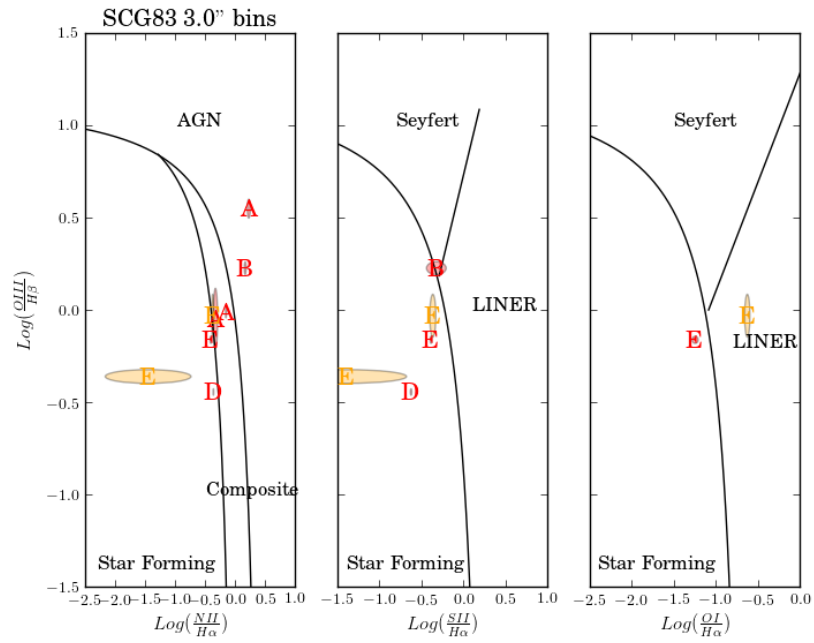 SCG83 3.0" bins
1.5
1.0
0.5
0.0
−0.5
−1.0
−1.5
Log(OIII/Hβ)
AGN
Composite
Star Forming
A
B
A
E
A
E
E
D
−2.5 −2.0 −1.5 −1.0 −0.5 0.0 0.5 1.0
Log(NII/Hα)
Seyfert
LINER
Star Forming
B
E
E
E
D
−1.5 −1.0 −0.5 0.0 0.5 1.0
Log(SII/Hα)
Seyfert
LINER
Star Forming
E
E
−2.5 −2.0 −1.5 −1.0 −0.5 0.0
Log(OI/Hα)